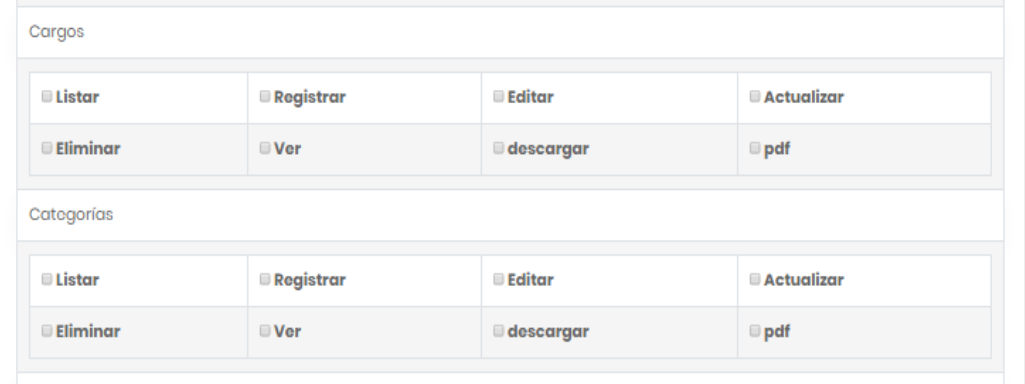 Cargos
Listar Registrar Editar Actualizar
Eliminar Ver descargar pdf
Categorías
Listar Registrar Editar Actualizar
Eliminar Ver descargar pdf